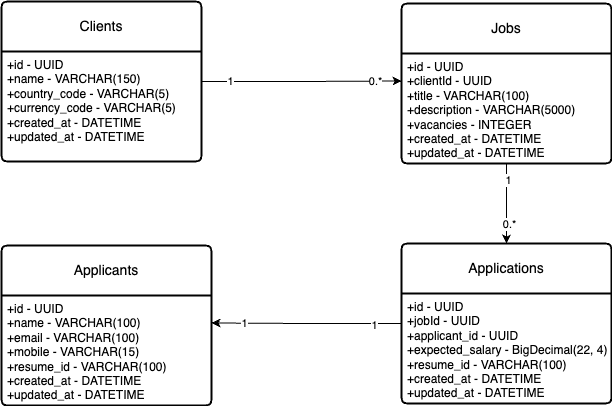 Clients
+id - UUID
+name - VARCHAR(150)
+country_code - VARCHAR(5)
+currency_code - VARCHAR(5)
+created_at - DATETIME
+updated_at - DATETIME
1
0.*
Jobs
+id - UUID
+clientId - UUID
+title - VARCHAR(100)
+description - VARCHAR(5000)
+vacancies - INTEGER
+created_at - DATETIME
+updated_at - DATETIME
1
0.*
Applicants
+id - UUID
+name - VARCHAR(100)
+email - VARCHAR(100)
+mobile - VARCHAR(15)
+resume_id - VARCHAR(100)
+created_at - DATETIME
+updated_at - DATETIME
1
1
Applications
+id - UUID
+jobId - UUID
+applicant_id - UUID
+expected_salary - BigDecimal(22, 4)
+resume_id - VARCHAR(100)
+created_at - DATETIME
+updated_at - DATETIME